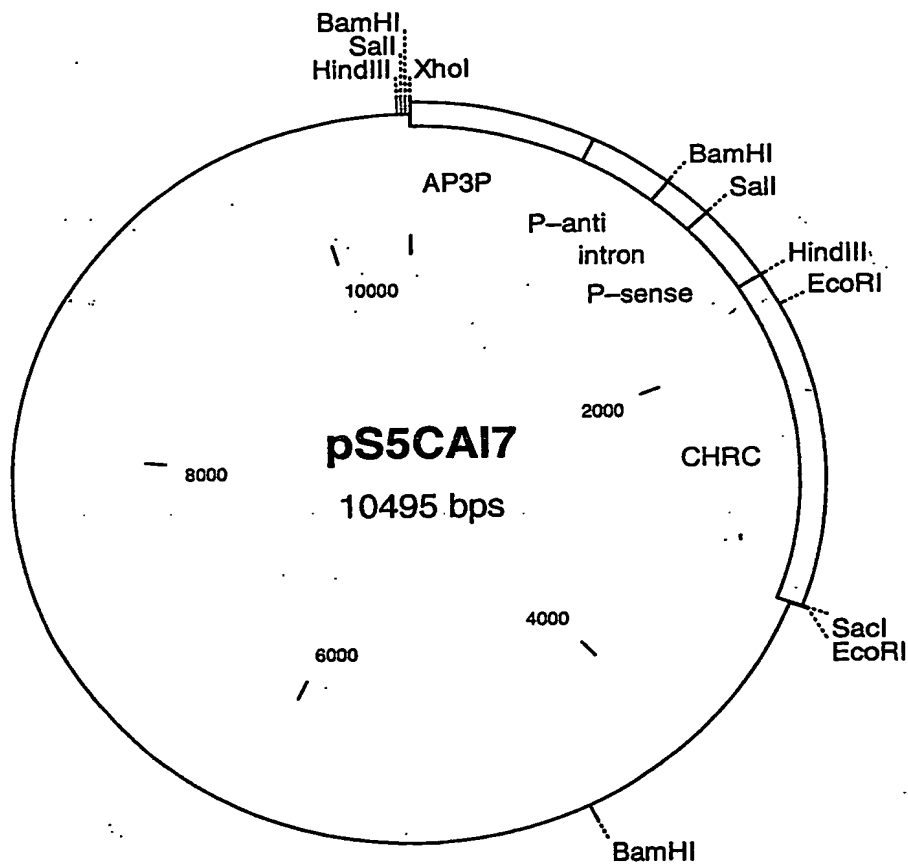 BamHI
SalI
HindIII XhoI
BamHI
SalI
AP3P
P-anti
intron
HindIII
EcoRI
P-sense
10000
2000
pS5CAI7
CHRC
8000
10495 bps
4000
SacI
EcoRI
6000
BamHI